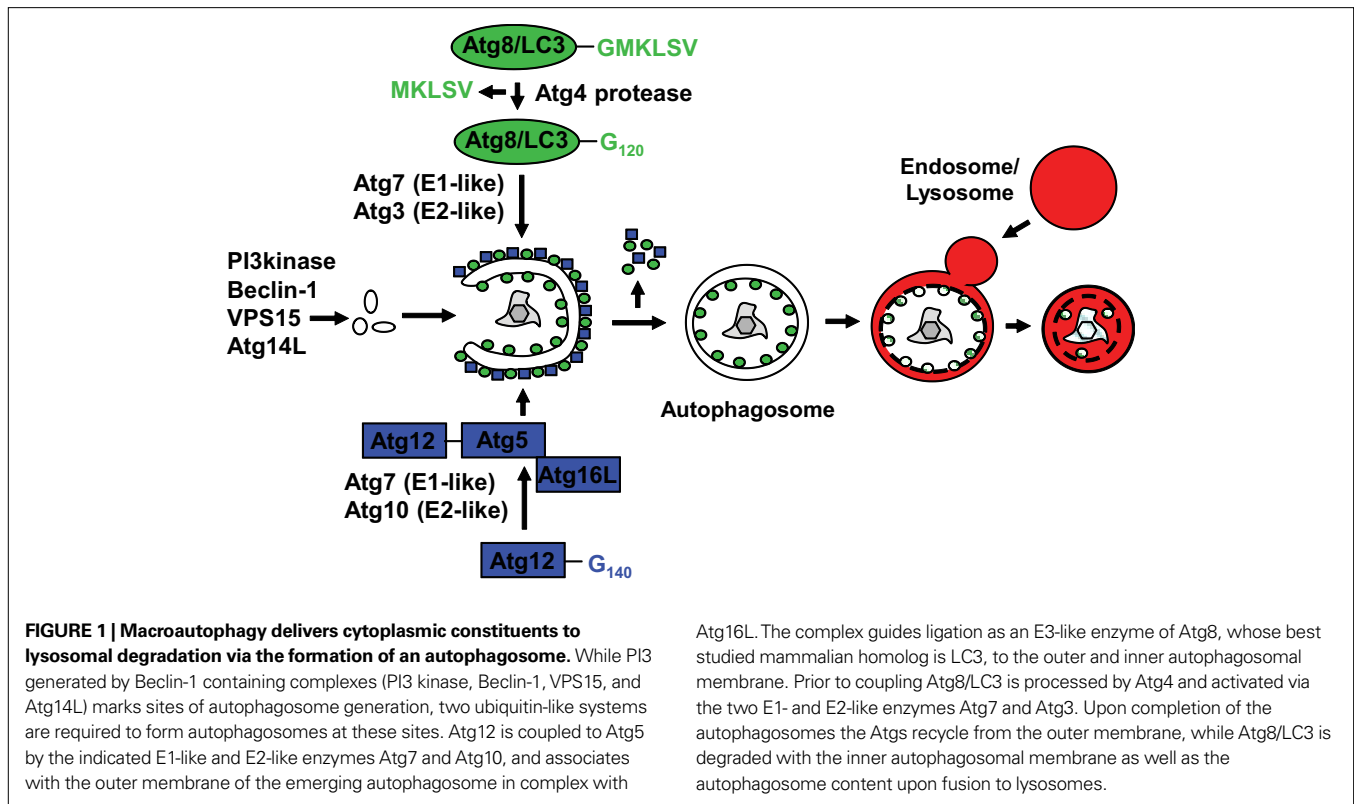 Atg8/LC3 GMKLSV
MKLSV Atg4 protease
Atg8/LC3 G120
Atg7 (E1-like)
Atg3 (E2-like)
Endosome/
Lysosome
PI3kinase
Beclin-1
VPS15
Atg14L
Autophagosome
Atg12 Atg5
Atg16L
Atg7 (E1-like)
Atg10 (E2-like)
Atg12 G140
FIGURE 1 | Macroautophagy delivers cytoplasmic constituents to
lysosomal degradation via the formation of an autophagosome. While PI3
generated by Beclin-1 containing complexes (PI3 kinase, Beclin-1, VPS15, and
Atg14L) marks sites of autophagosome generation, two ubiquitin-like systems
are required to form autophagosomes at these sites. Atg12 is coupled to Atg5
by the indicated E1-like and E2-like enzymes Atg7 and Atg10, and associates
with the outer membrane of the emerging autophagosome in complex with
Atg16L. The complex guides ligation as an E3-like enzyme of Atg8, whose best
studied mammalian homolog is LC3, to the outer and inner autophagosomal
membrane. Prior to coupling Atg8/LC3 is processed by Atg4 and activated via
the two E1- and E2-like enzymes Atg7 and Atg3. Upon completion of the
autophagosomes the Atgs recycle from the outer membrane, while Atg8/LC3 is
degraded with the inner autophagosomal membrane as well as the
autophagosome content upon fusion to lysosomes.